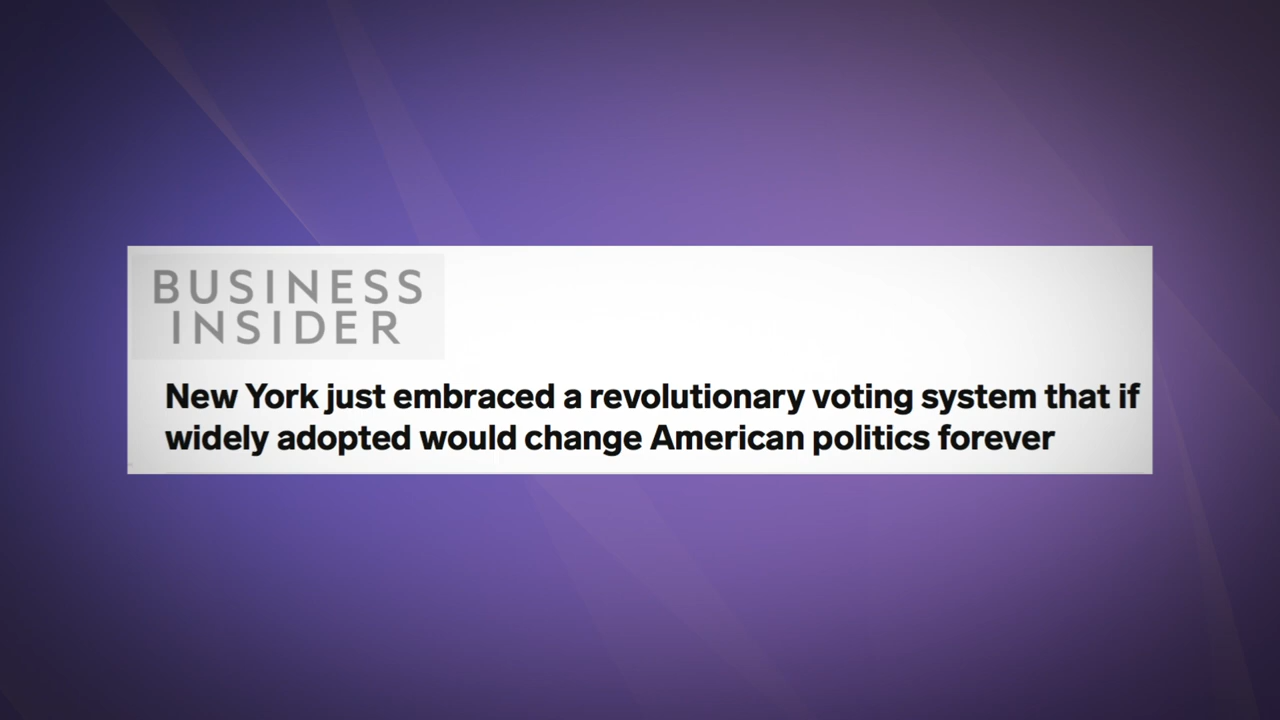 BUSINESS
INSIDER
New York just embraced a revolutionary voting system that if
widely adopted would change American politics forever